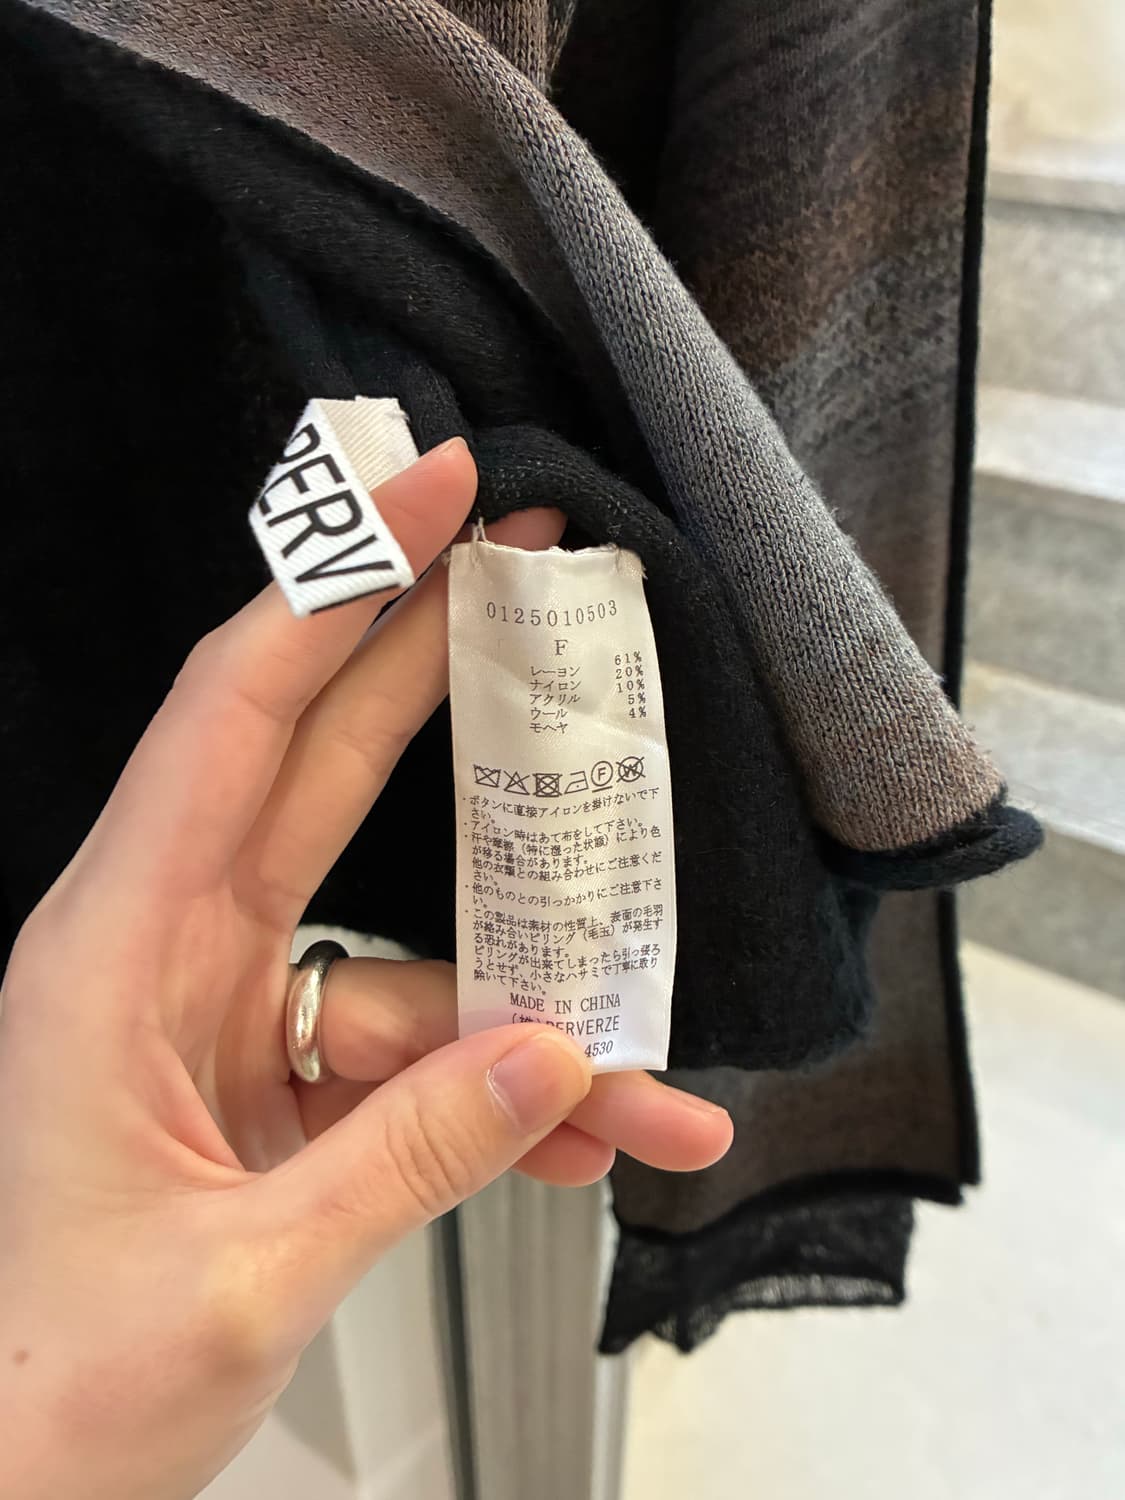 PERV
0125010503
F
レーヨン 61%
ナイロン 20%
アクリル 10%
ウール 5%
モヘヤ 4%
F W
・ボタンに直接アイロンを掛けないで下
さい。
・アイロン時はあて布をして下さい。
・汗や摩擦（特に湿った状態）により色
が移る場合があります。
他の衣類との組み合わせにご注意くだ
さい。
・他のものとの引っかかりにご注意下さ
い。
・この製品は素材の性質上、表面の毛羽
が絡み合いピリング（毛玉）が発生す
る恐れがあります。
ピリングが出来てしまったら引っ張ろ
うとせず、小さなハサミで丁寧に取り
除いて下さい。
MADE IN CHINA
(株)PERVERZE
4530